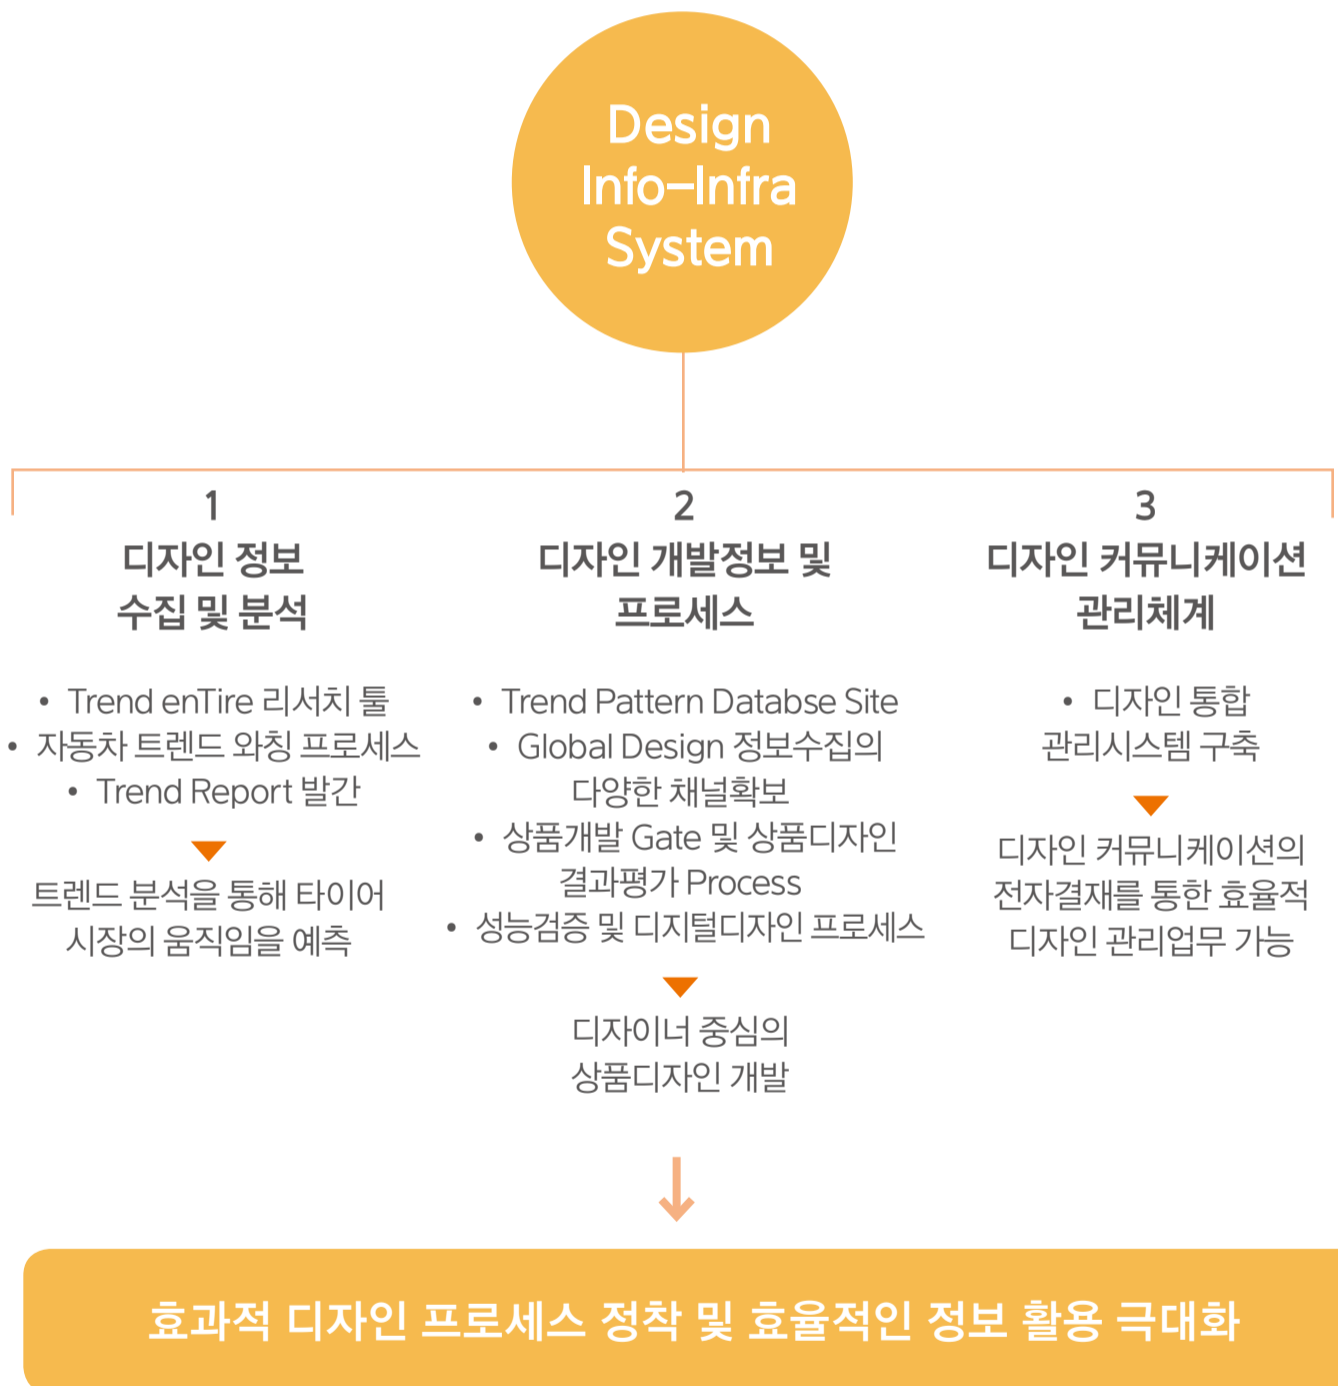 Design
Info-Infra
System
1
디자인 정보
수집 및 분석
• Trend enTire 리서치 툴
• 자동차 트렌드 와칭 프로세스
• Trend Report 발간
트렌드 분석을 통해 타이어
시장의 움직임을 예측
2
디자인 개발정보 및
프로세스
• Trend Pattern Databse Site
• Global Design 정보수집의
다양한 채널확보
• 상품개발 Gate 및 상품디자인
결과평가 Process
• 성능검증 및 디지털디자인 프로세스
디자이너 중심의
상품디자인 개발
3
디자인 커뮤니케이션
관리체계
• 디자인 통합
관리시스템 구축
디자인 커뮤니케이션의
전자결재를 통한 효율적
디자인 관리업무 가능
효과적 디자인 프로세스 정착 및 효율적인 정보 활용 극대화